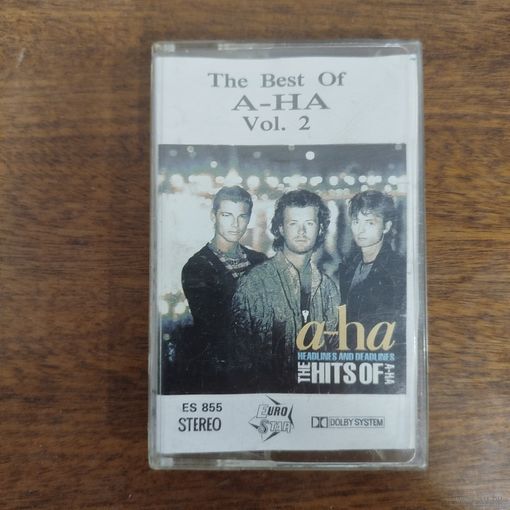 The Best Of
A-HA
Vol. 2
a-ha
HEADLINES AND DEADLINES
THE HITS OF A-HA
ES 855
STEREO
EURO
STAR
DOLBY SYSTEM